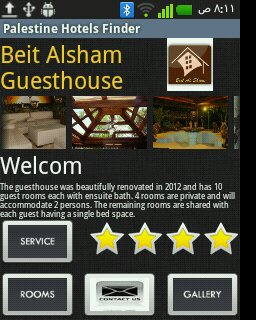 ٨:١١ ص
Palestine Hotels Finder
Beit Alsham
Guesthouse
Beit Al Sham
Welcom
The guesthouse was beautifully renovated in 2012 and has 10
guest rooms each with ensuite bath. 4 rooms are private and will
accommodate 2 persons. The remaining rooms are shared with
each guest having a single bed space.
SERVICE
ROOMS
CONTACT US
GALLERY